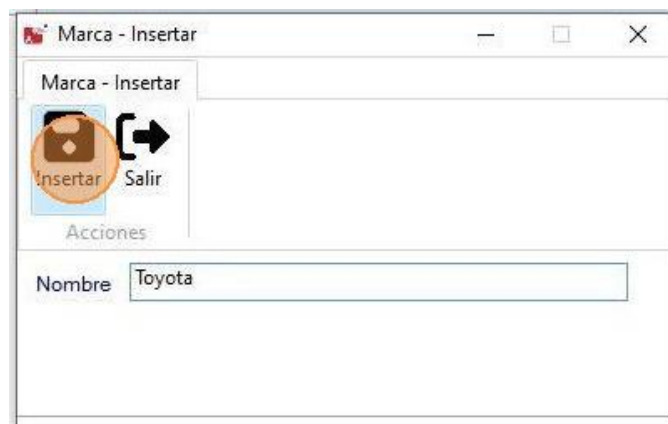 Marca - Insertar
Marca - Insertar
Insertar Salir
Acciones
Nombre Toyota